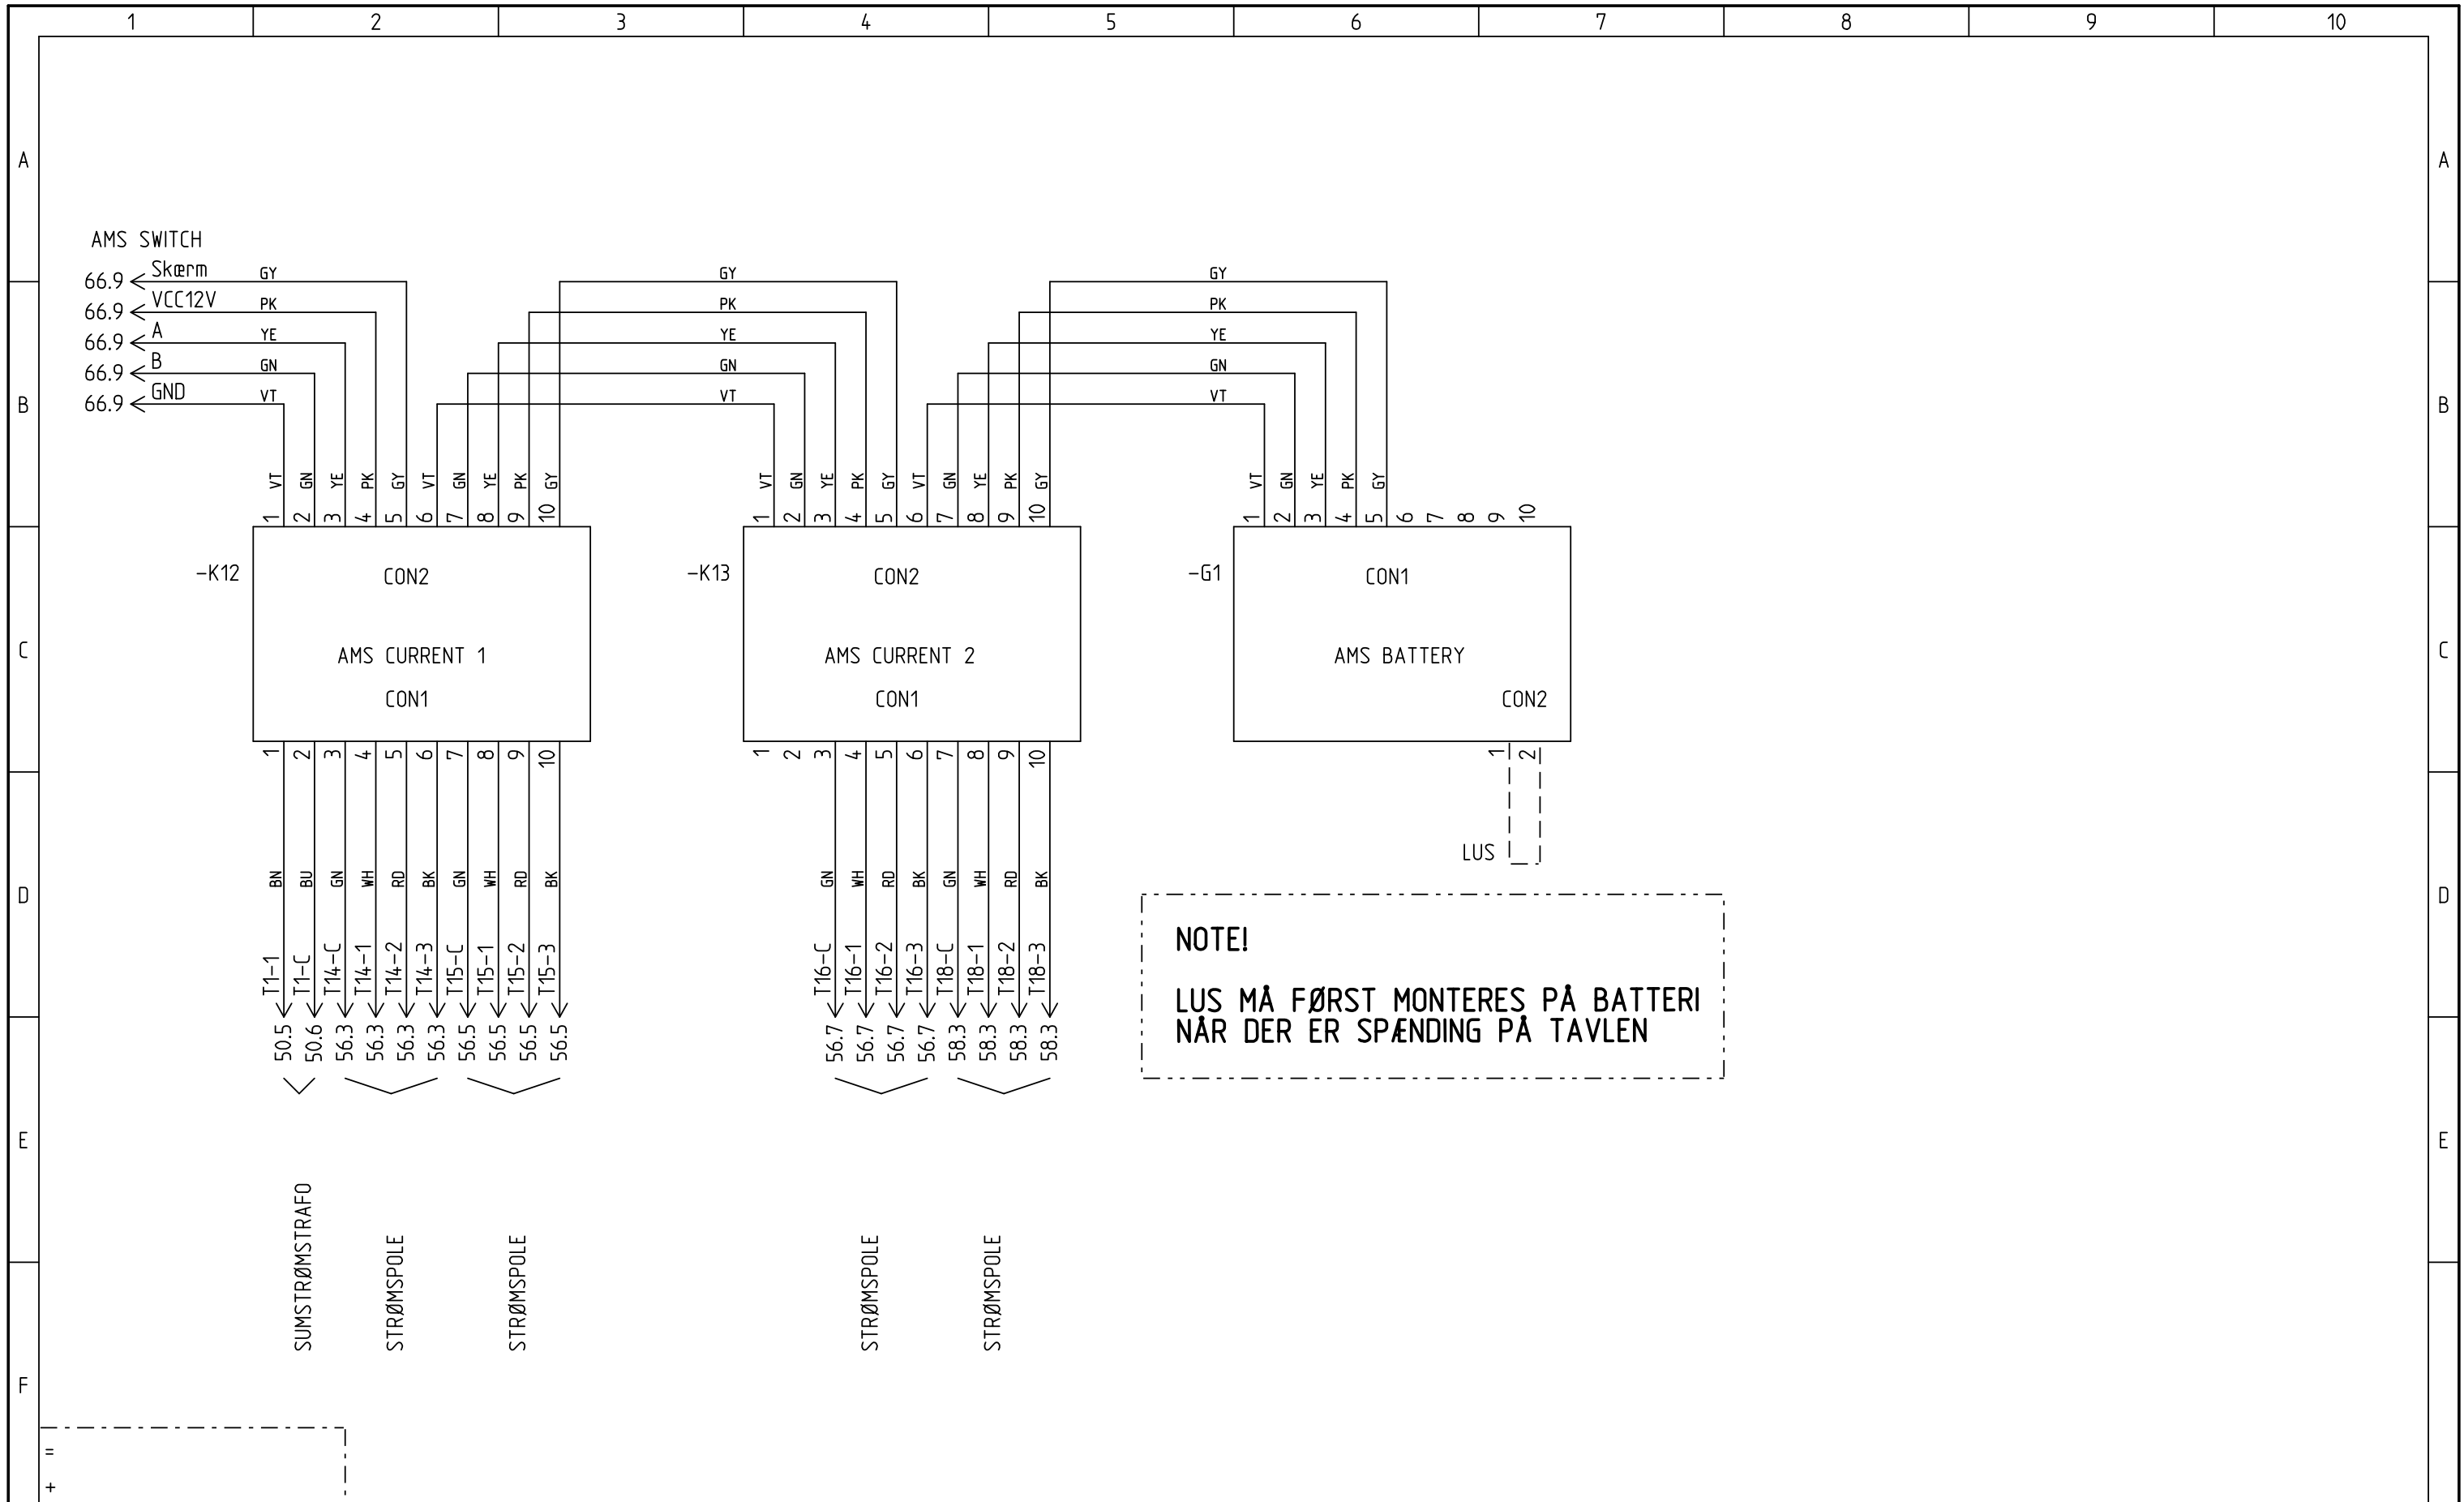 1 2 3 4 5 6 7 8 9 10
A A
AMS SWITCH
66.9 Skærm GY GY GY
66.9 VCC12V PK PK PK
66.9 A YE YE YE
66.9 B GN GN GN
66.9 GND VT VT VT
B B
VT GN YE PK GY VT GN YE PK GY VT GN YE PK GY VT GN YE PK GY VT GN YE PK GY
1 2 3 4 5 6 7 8 9 10 1 2 3 4 5 6 7 8 9 10 1 2 3 4 5 6 7 8 9 10
-K12 CON2 -K13 CON2 -G1 CON1
C AMS CURRENT 1 AMS CURRENT 2 AMS BATTERY C
CON1 CON1 CON2
1 2 3 4 5 6 7 8 9 10 1 2 3 4 5 6 7 8 9 10 1 2
LUS
BN BU GN WH RD BK GN WH RD BK GN WH RD BK GN WH RD BK
D D
NOTE!
T1-1 T1-C T14-C T14-1 T14-2 T14-3 T15-C T15-1 T15-2 T15-3 T16-C T16-1 T16-2 T16-3 T18-C T18-1 T18-2 T18-3
LUS MÅ FØRST MONTERES PÅ BATTERI
NÅR DER ER SPÆNDING PÅ TAVLEN
50.5 50.6 56.3 56.3 56.3 56.3 56.5 56.5 56.5 56.5 56.7 56.7 56.7 56.7 58.3 58.3 58.3 58.3
E E
SUMSTRØMSTRAFO STRØMSPOLE STRØMSPOLE STRØMSPOLE STRØMSPOLE
F
=
+